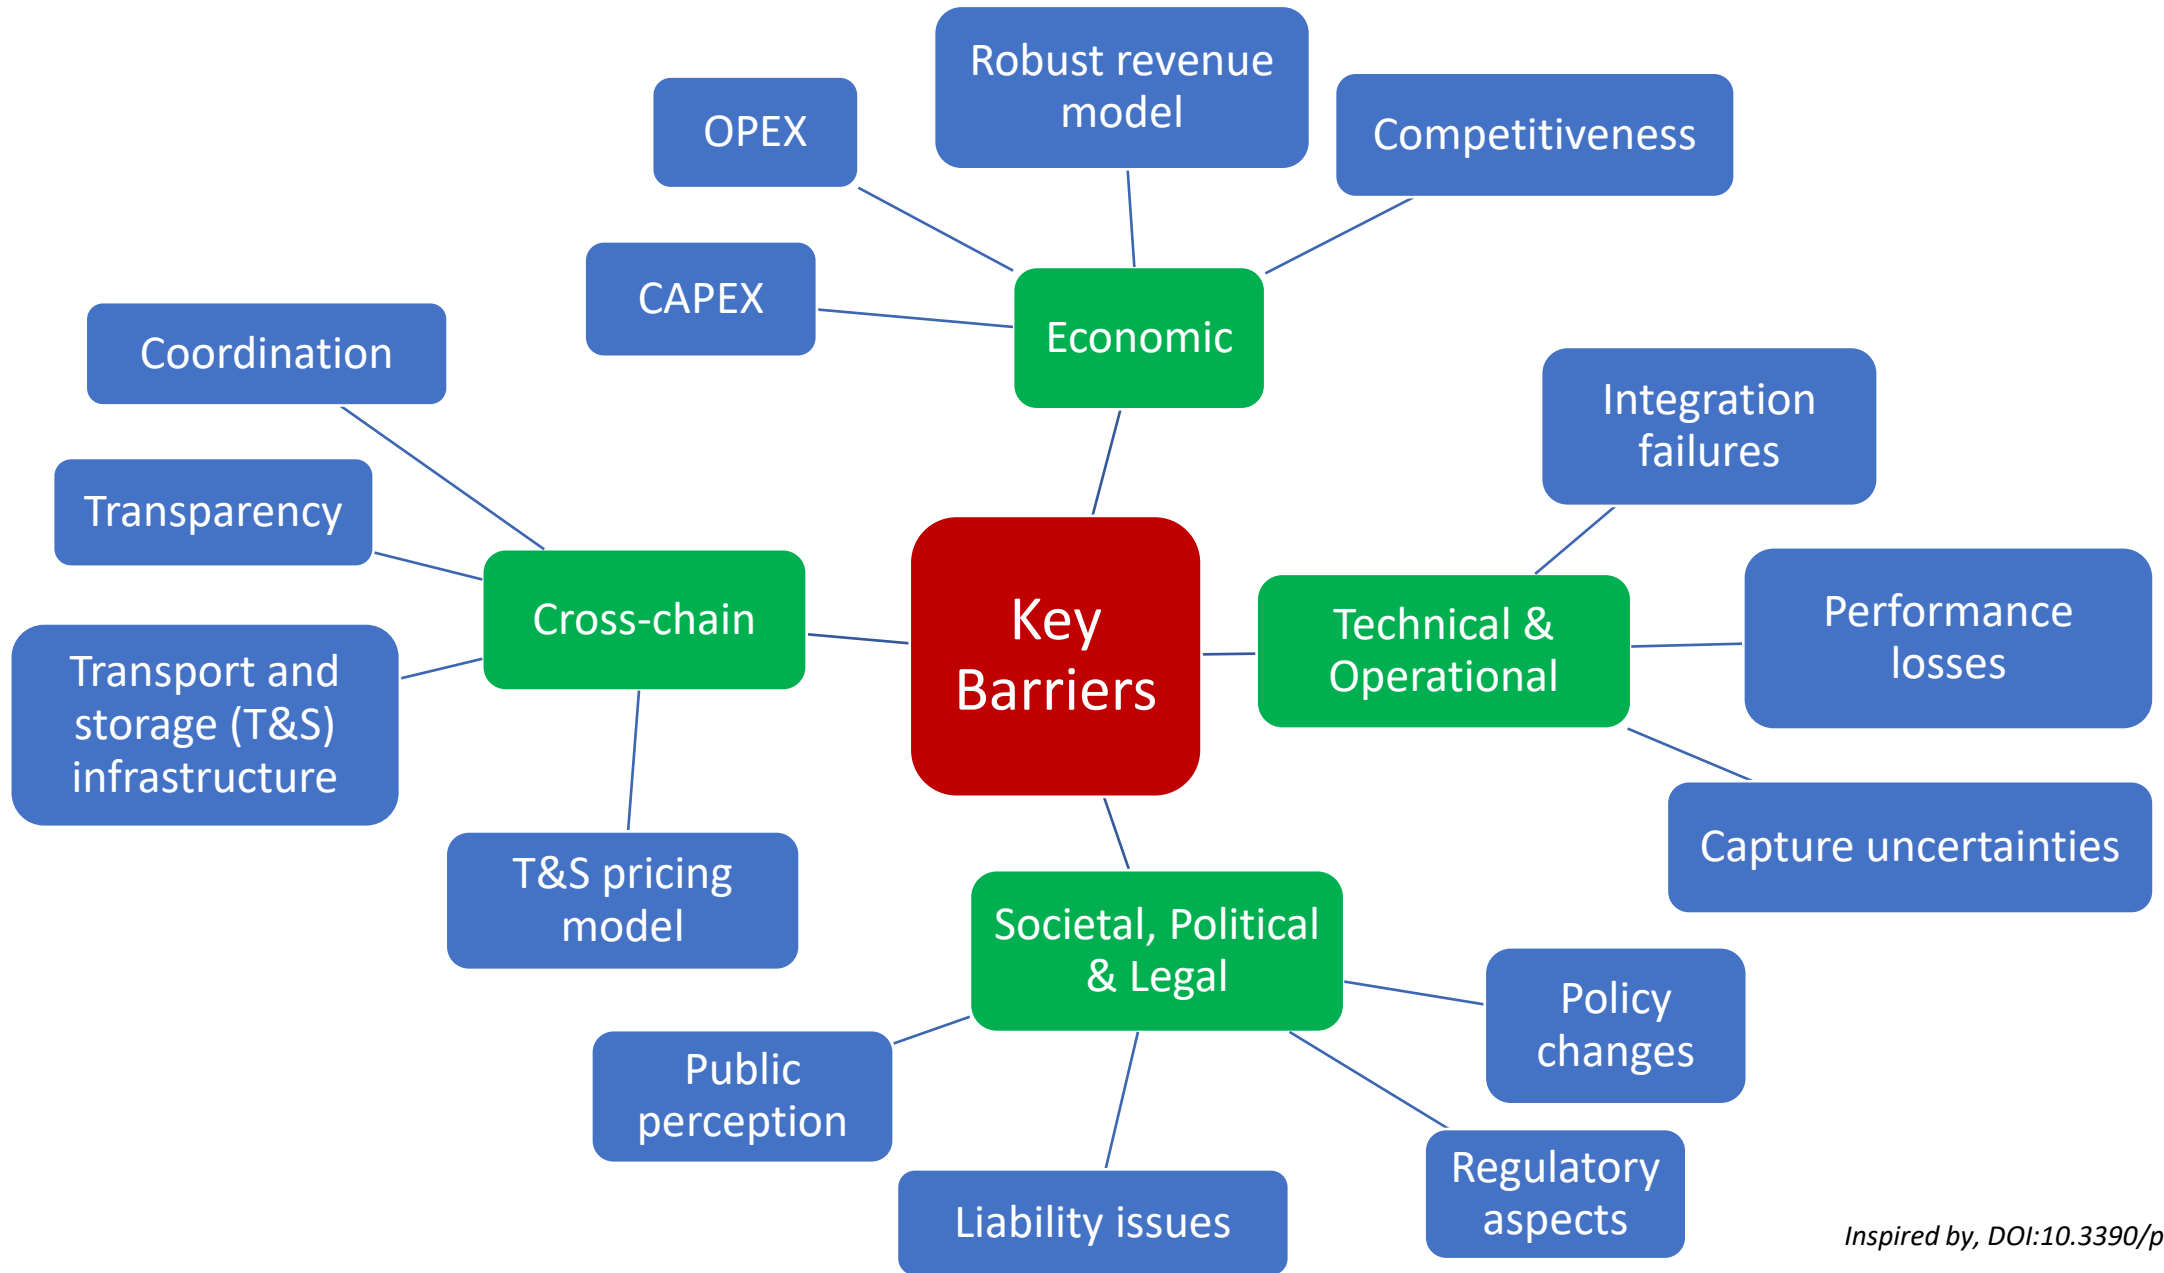 Robust revenue
model
OPEX
Competitiveness
CAPEX
Economic
Coordination
Integration
failures
Transparency
Cross-chain
Key
Barriers
Technical &
Operational
Performance
losses
Transport and
storage (T&S)
infrastructure
T&S pricing
model
Capture uncertainties
Societal, Political
& Legal
Policy
changes
Public
perception
Liability issues
Regulatory
aspects
Inspired by, DOI:10.3390/p